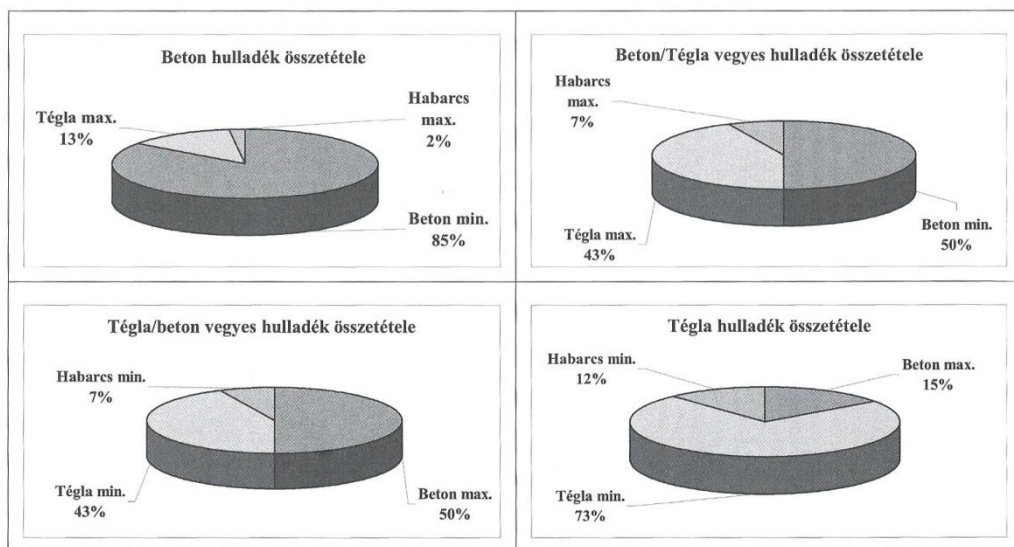 Beton hulladék összetétele
Habarcs
max.
2%
Tégla max.
13%
Beton min.
85%
Beton/Tégla vegyes hulladék összetétele
Habarcs
max.
7%
Tégla max.
43%
Beton min.
50%
Tégla/beton vegyes hulladék összetétele
Habarcs min.
7%
Tégla min.
43%
Beton max.
50%
Tégla hulladék összetétele
Habarcs min.
12%
Beton max.
15%
Tégla min.
73%